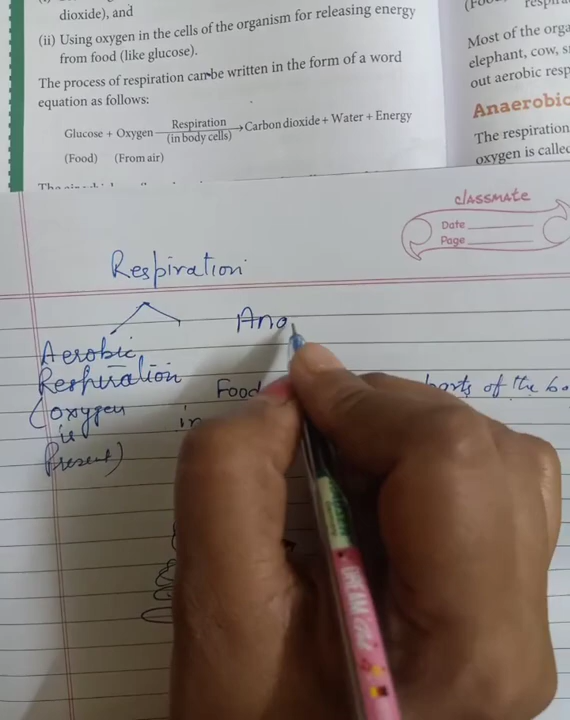 dioxide), and
(ii) Using oxygen in the cells of the organism for releasing energy
from food (like glucose).
The process of respiration can be written in the form of a word
equation as follows:
Glucose + Oxygen Respiration (in body cells) → Carbon dioxide + Water + Energy
(Food) (From air)
Most of the orga
elephant, cow, s
out aerobic resp
Anaerobic
The respiration
oxygen is called
CLASSMATE
Date
Page
Respiration
Ano
Aerobic
Respiration
(oxygen
is
Present)
Food parts of the bo
in